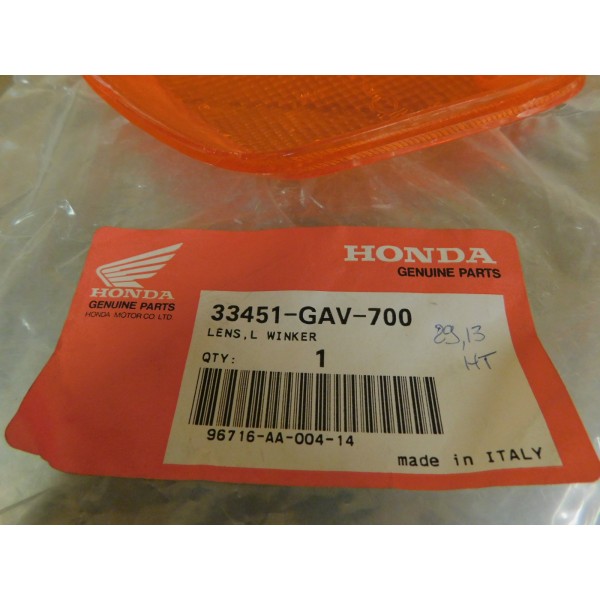 HONDA
GENUINE PARTS
HONDA
GENUINE PARTS
HONDA MOTOR CO. LTD.
33451-GAV-700
LENS,L WINKER
QTY: 1
96716-AA-004-14
made in ITALY
89,13
HT